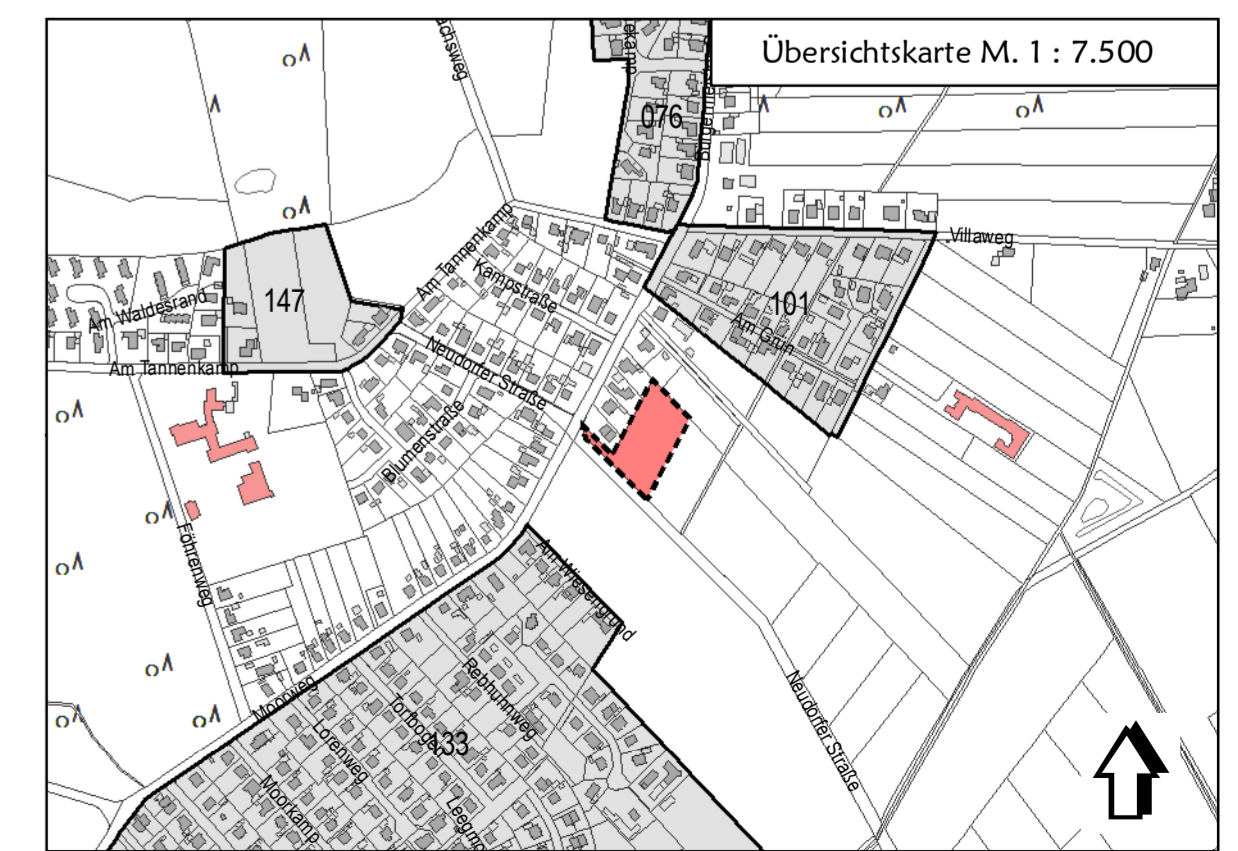 Übersichtskarte M. 1 : 7.500
076
Villaweg
Am Tannenkamp
Kampstraße
147
Am Waldesrand
101
Am Grün
Am Tannenkamp
Neudorfer Straße
Blumenstraße
Föhrenweg
Am Wiesengrund
Rebhuhnweg
Moorweg
Torfbogen
133
Lorenweg
Neudorfer Straße
Moorkamp